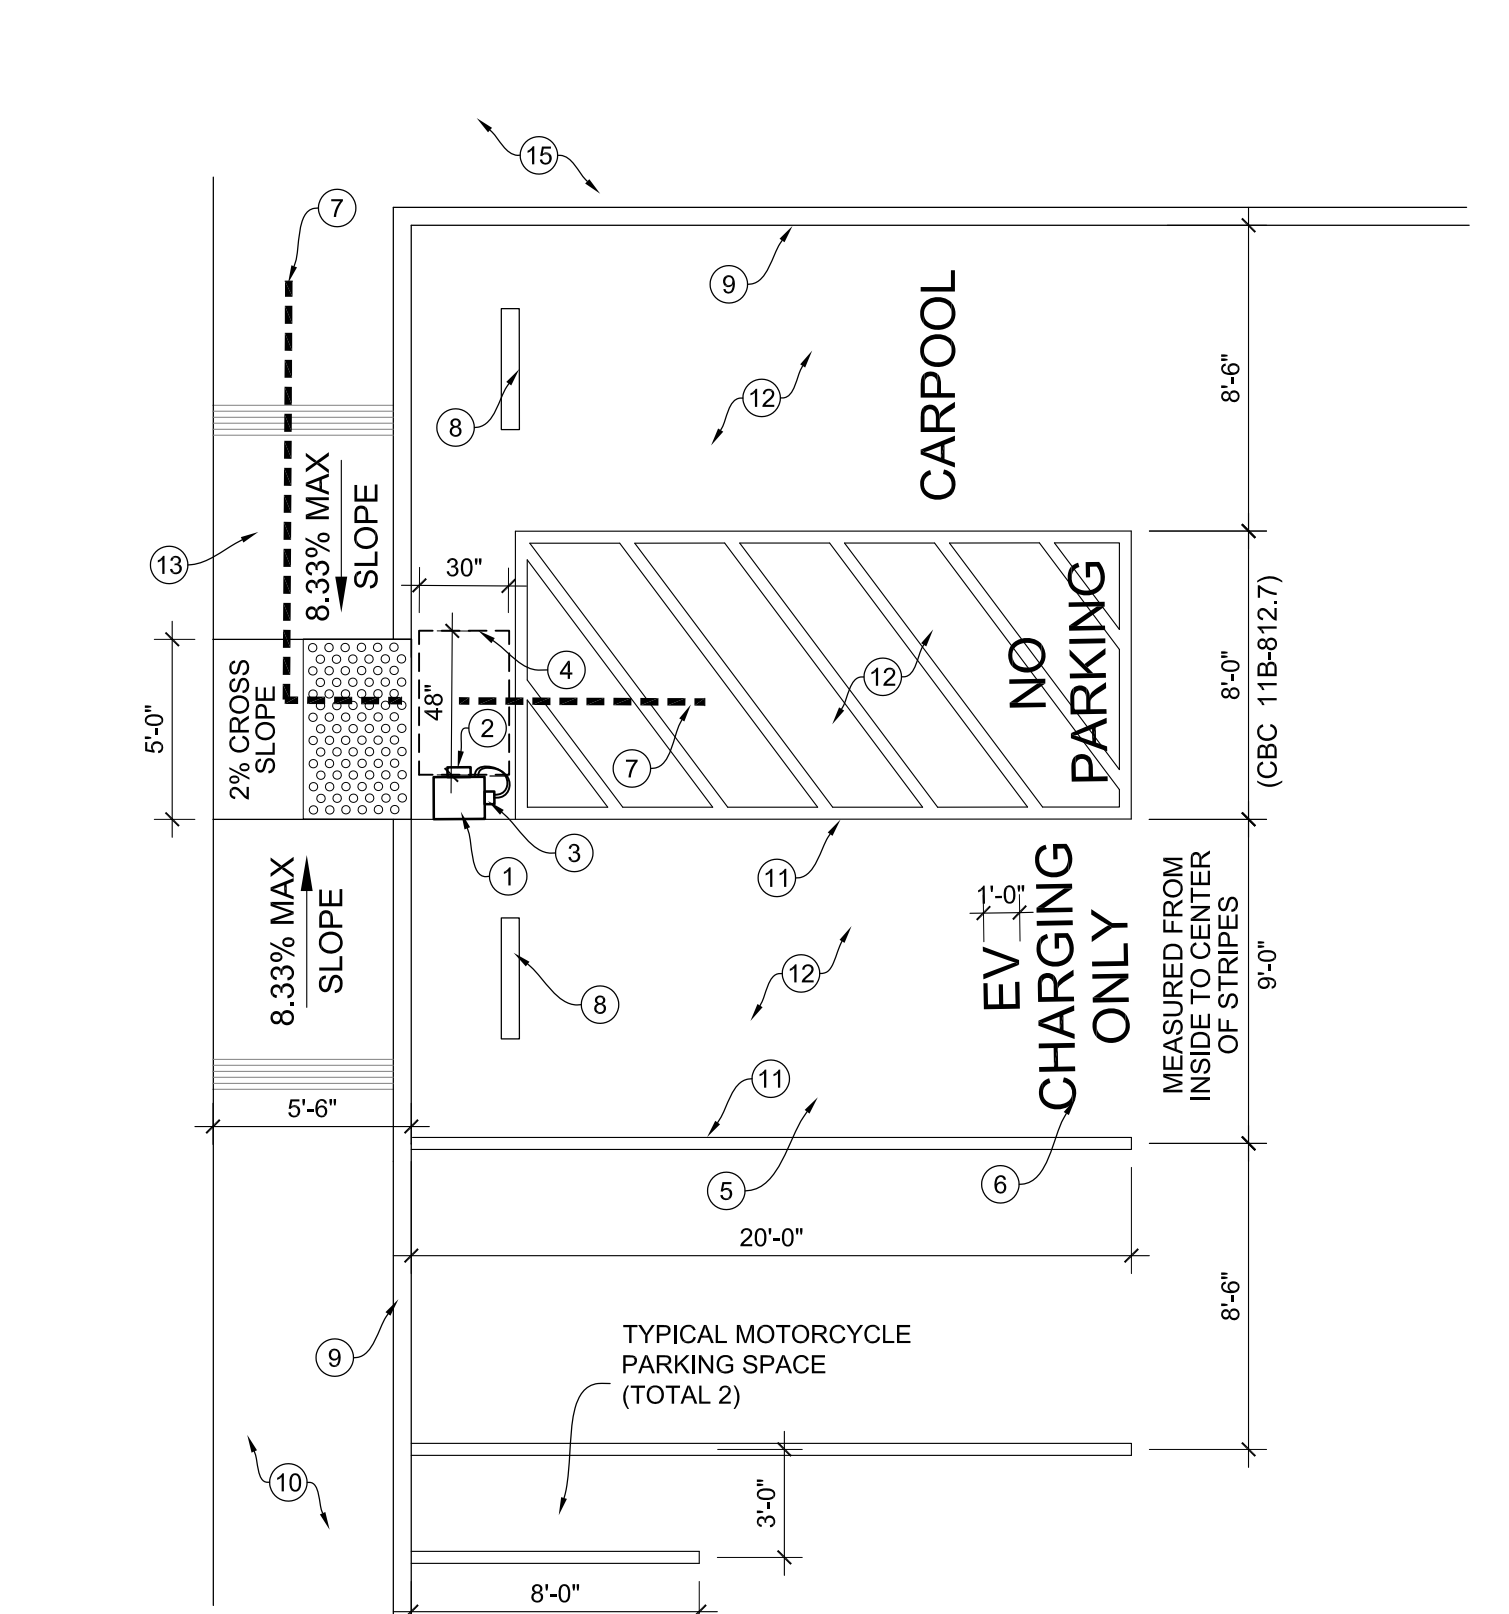 15
7
9
8
12
CARPOOL
8'-6"
13
8.33% MAX
SLOPE
30"
4
48"
2
7
12
NO
PARKING
8'-0"
(CBC 11B-812.7)
5'-0"
2% CROSS
SLOPE
3
1
11
8.33% MAX
SLOPE
8
12
1'-0"
EV
CHARGING
ONLY
MEASURED FROM
INSIDE TO CENTER
OF STRIPES
9'-0"
5'-6"
11
5
6
20'-0"
8'-6"
9
TYPICAL MOTORCYCLE
PARKING SPACE
(TOTAL 2)
10
3'-0"
8'-0"